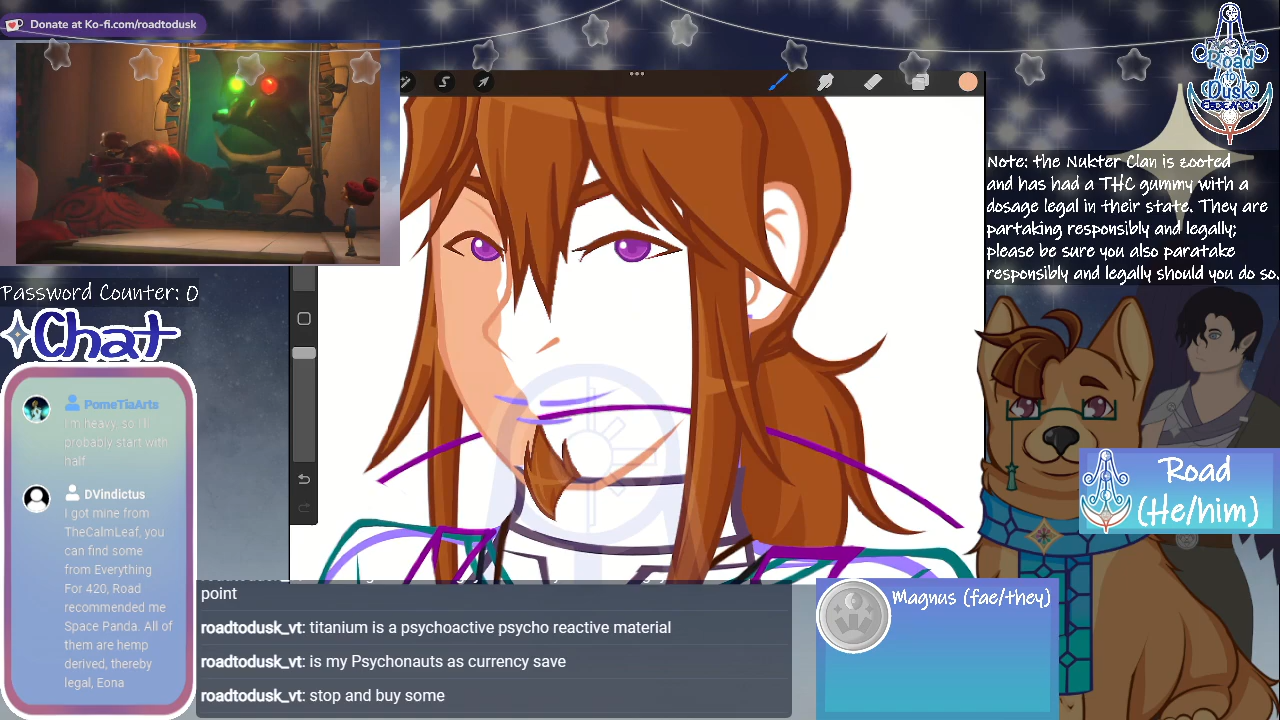 Donate at Ko-fi.com/roadtodusk
Road
to
Dusk
Note: the Nukter Clan is zooted
and has had a THC gummy with a
dosage legal in their state. They are
partaking responsibly and legally;
please be sure you also paratake
responsibly and legally should you do so.
Password Counter: 0
Chat
PomeTiaArts
I'm heavy, so I'll
probably start with
half
DVindictus
I got mine from
TheCalmLeaf, you
can find some
from Everything
For 420, Road
recommended me
Space Panda. All of
them are hemp
derived, thereby
legal, Eona
Road
(He/him)
Magnus (fae/they)
point
roadtodusk_vt: titanium is a psychoactive psycho reactive material
roadtodusk_vt: is my Psychonauts as currency save
roadtodusk_vt: stop and buy some